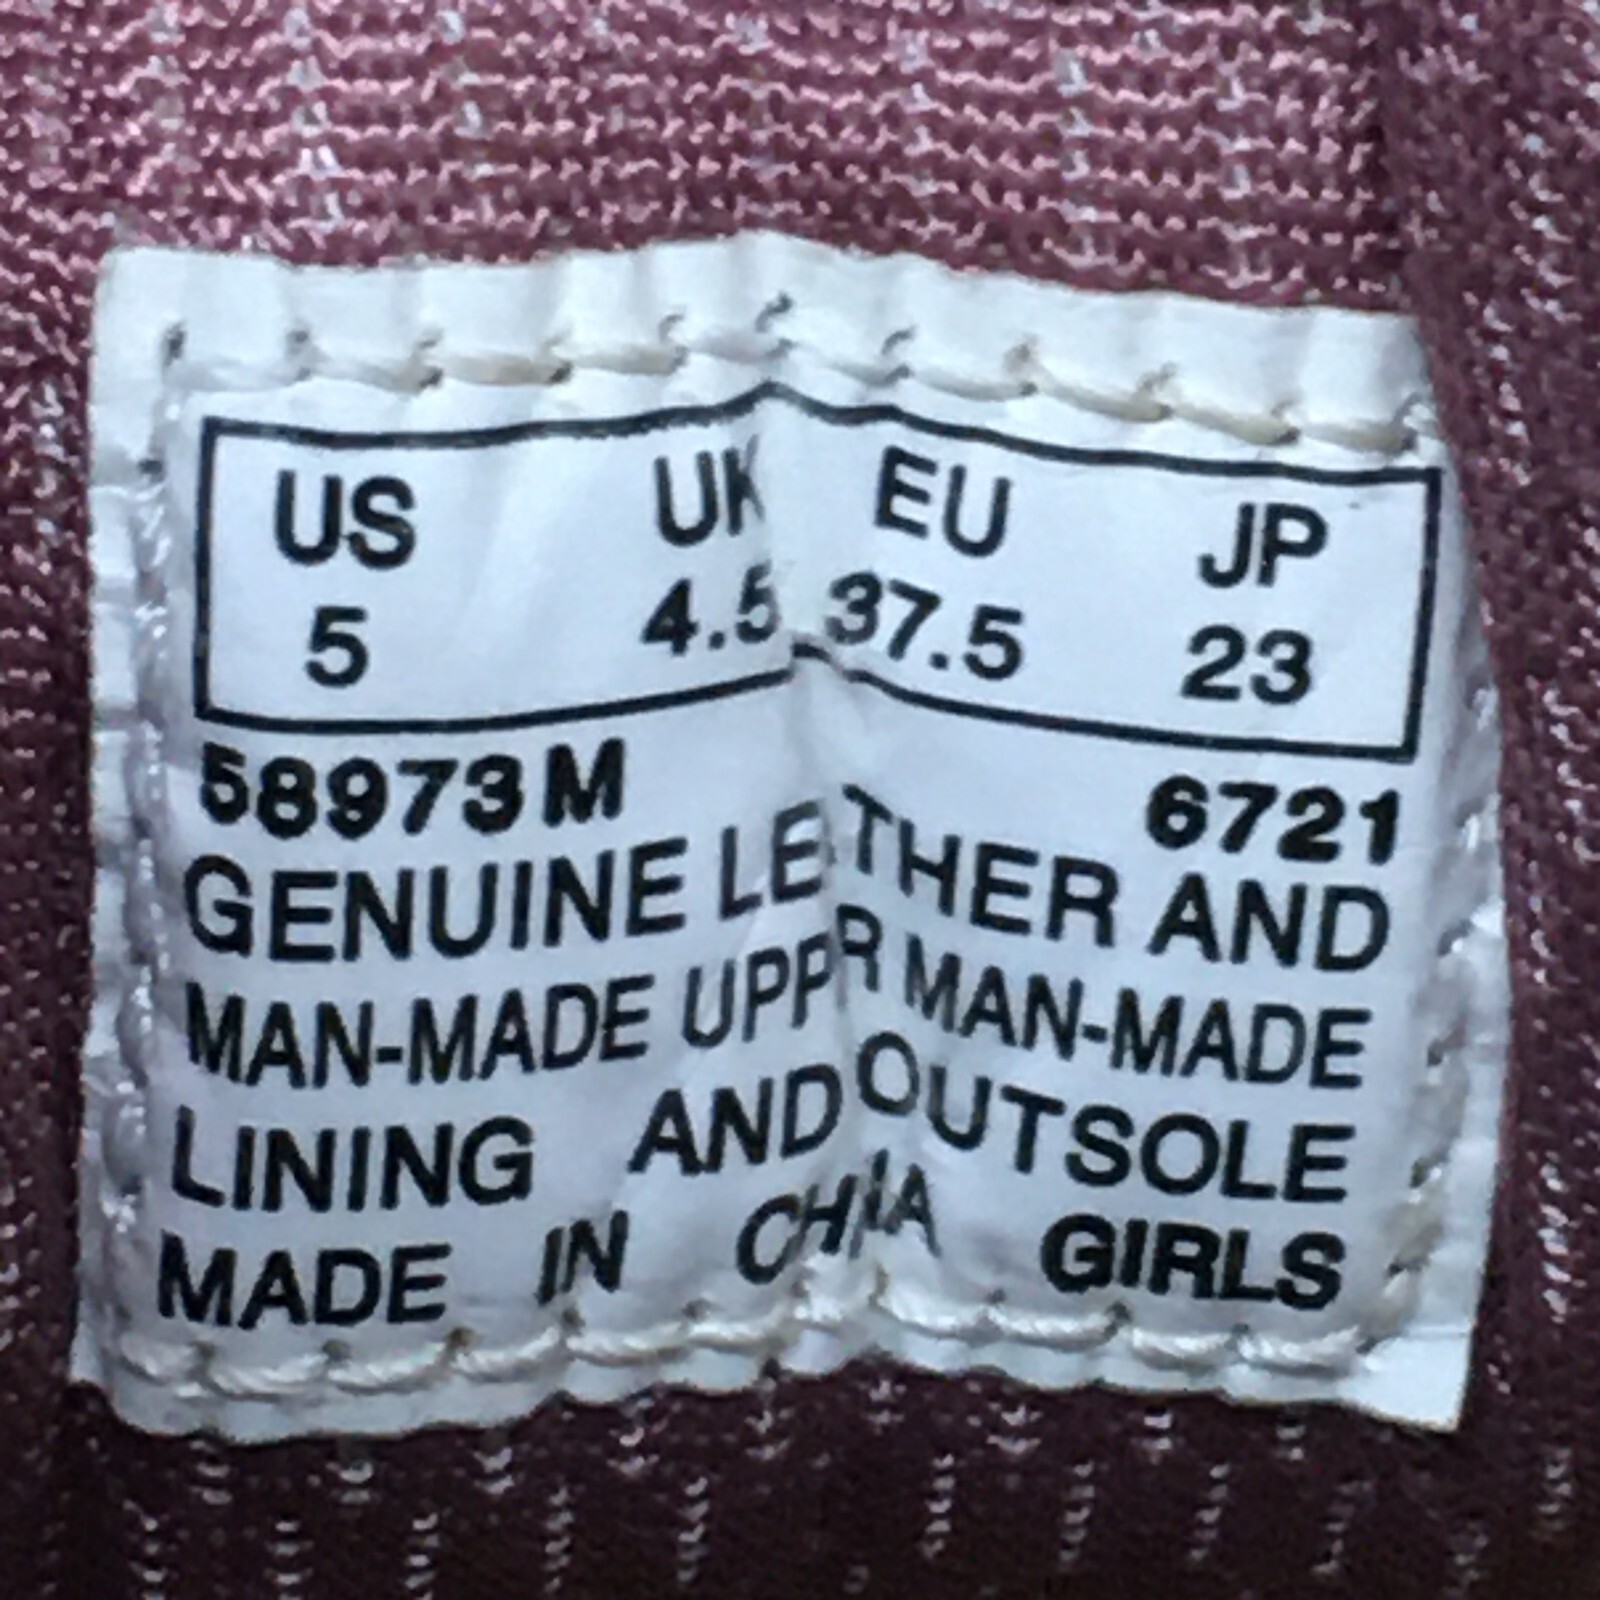 US UK EU JP
5 4.5 37.5 23
58973M 6721
GENUINE LEATHER AND
MAN-MADE UPPER MAN-MADE
LINING AND OUTSOLE
MADE IN CHINA GIRLS